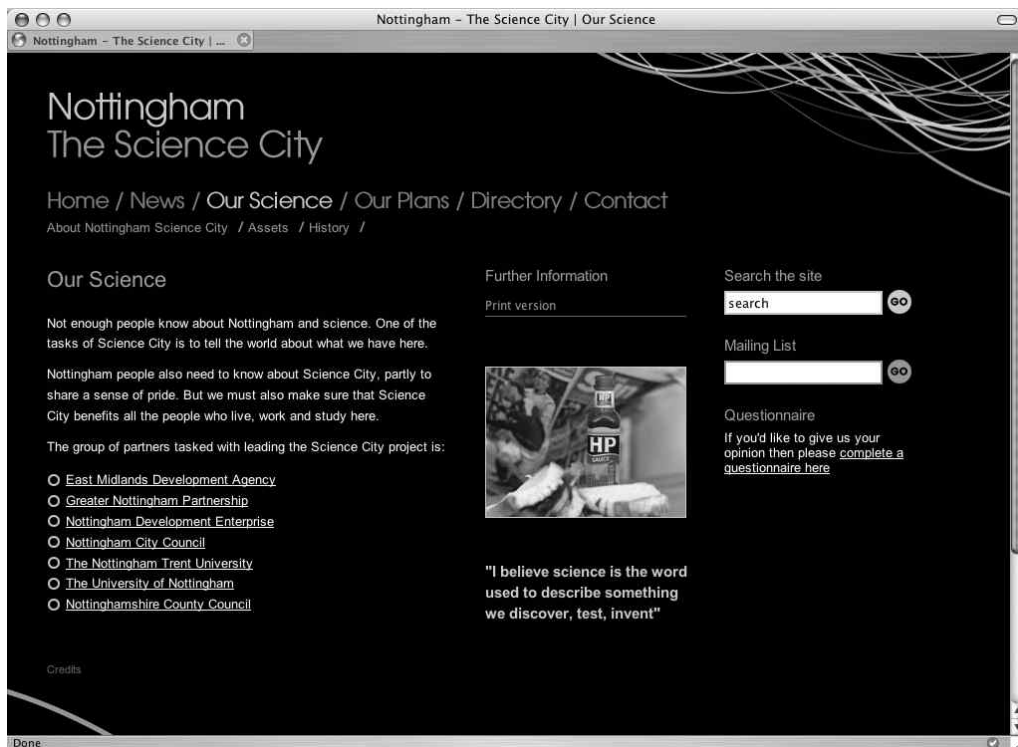 Nottingham – The Science City | Our Science
Nottingham – The Science City | ...
Nottingham
The Science City
Home / News / Our Science / Our Plans / Directory / Contact
About Nottingham Science City / Assets / History /
Our Science
Not enough people know about Nottingham and science. One of the
tasks of Science City is to tell the world about what we have here.
Nottingham people also need to know about Science City, partly to
share a sense of pride. But we must also make sure that Science
City benefits all the people who live, work and study here.
The group of partners tasked with leading the Science City project is:
East Midlands Development Agency
Greater Nottingham Partnership
Nottingham Development Enterprise
Nottingham City Council
The Nottingham Trent University
The University of Nottingham
Nottinghamshire County Council
Credits
Further Information
Print version
HP
HP
SAUCE
"I believe science is the word
used to describe something
we discover, test, invent"
Search the site
search GO
Mailing List
GO
Questionnaire
If you'd like to give us your
opinion then please complete a
questionnaire here
Done